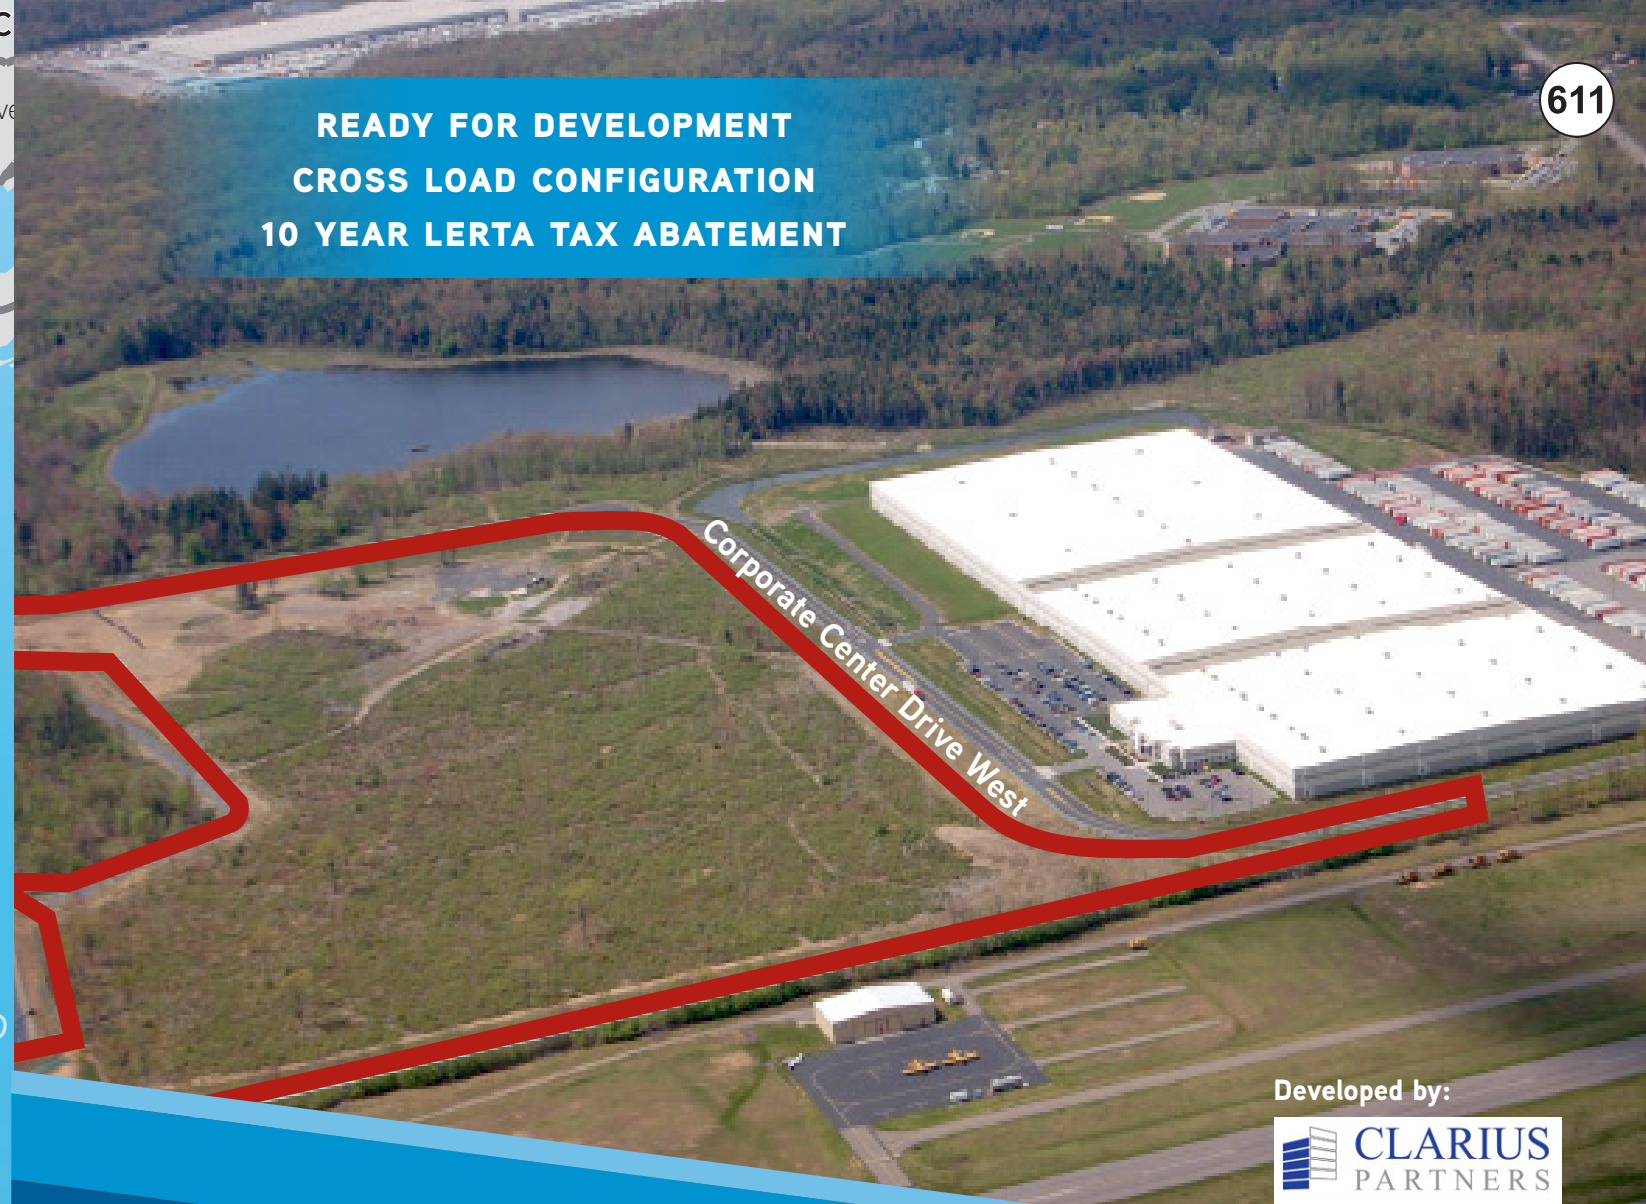 611
READY FOR DEVELOPMENT
CROSS LOAD CONFIGURATION
10 YEAR LERTA TAX ABATEMENT
Corporate Center Drive West
Developed by:
CLARIUS
PARTNERS